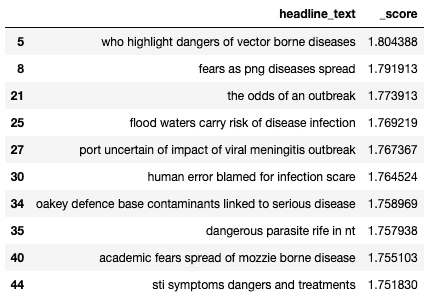 headline_text _score
5 who highlight dangers of vector borne diseases 1.804388
8 fears as png diseases spread 1.791913
21 the odds of an outbreak 1.773913
25 flood waters carry risk of disease infection 1.769219
27 port uncertain of impact of viral meningitis outbreak 1.767367
30 human error blamed for infection scare 1.764524
34 oakey defence base contaminants linked to serious disease 1.758969
35 dangerous parasite rife in nt 1.757938
40 academic fears spread of mozzie borne disease 1.755103
44 sti symptoms dangers and treatments 1.751830